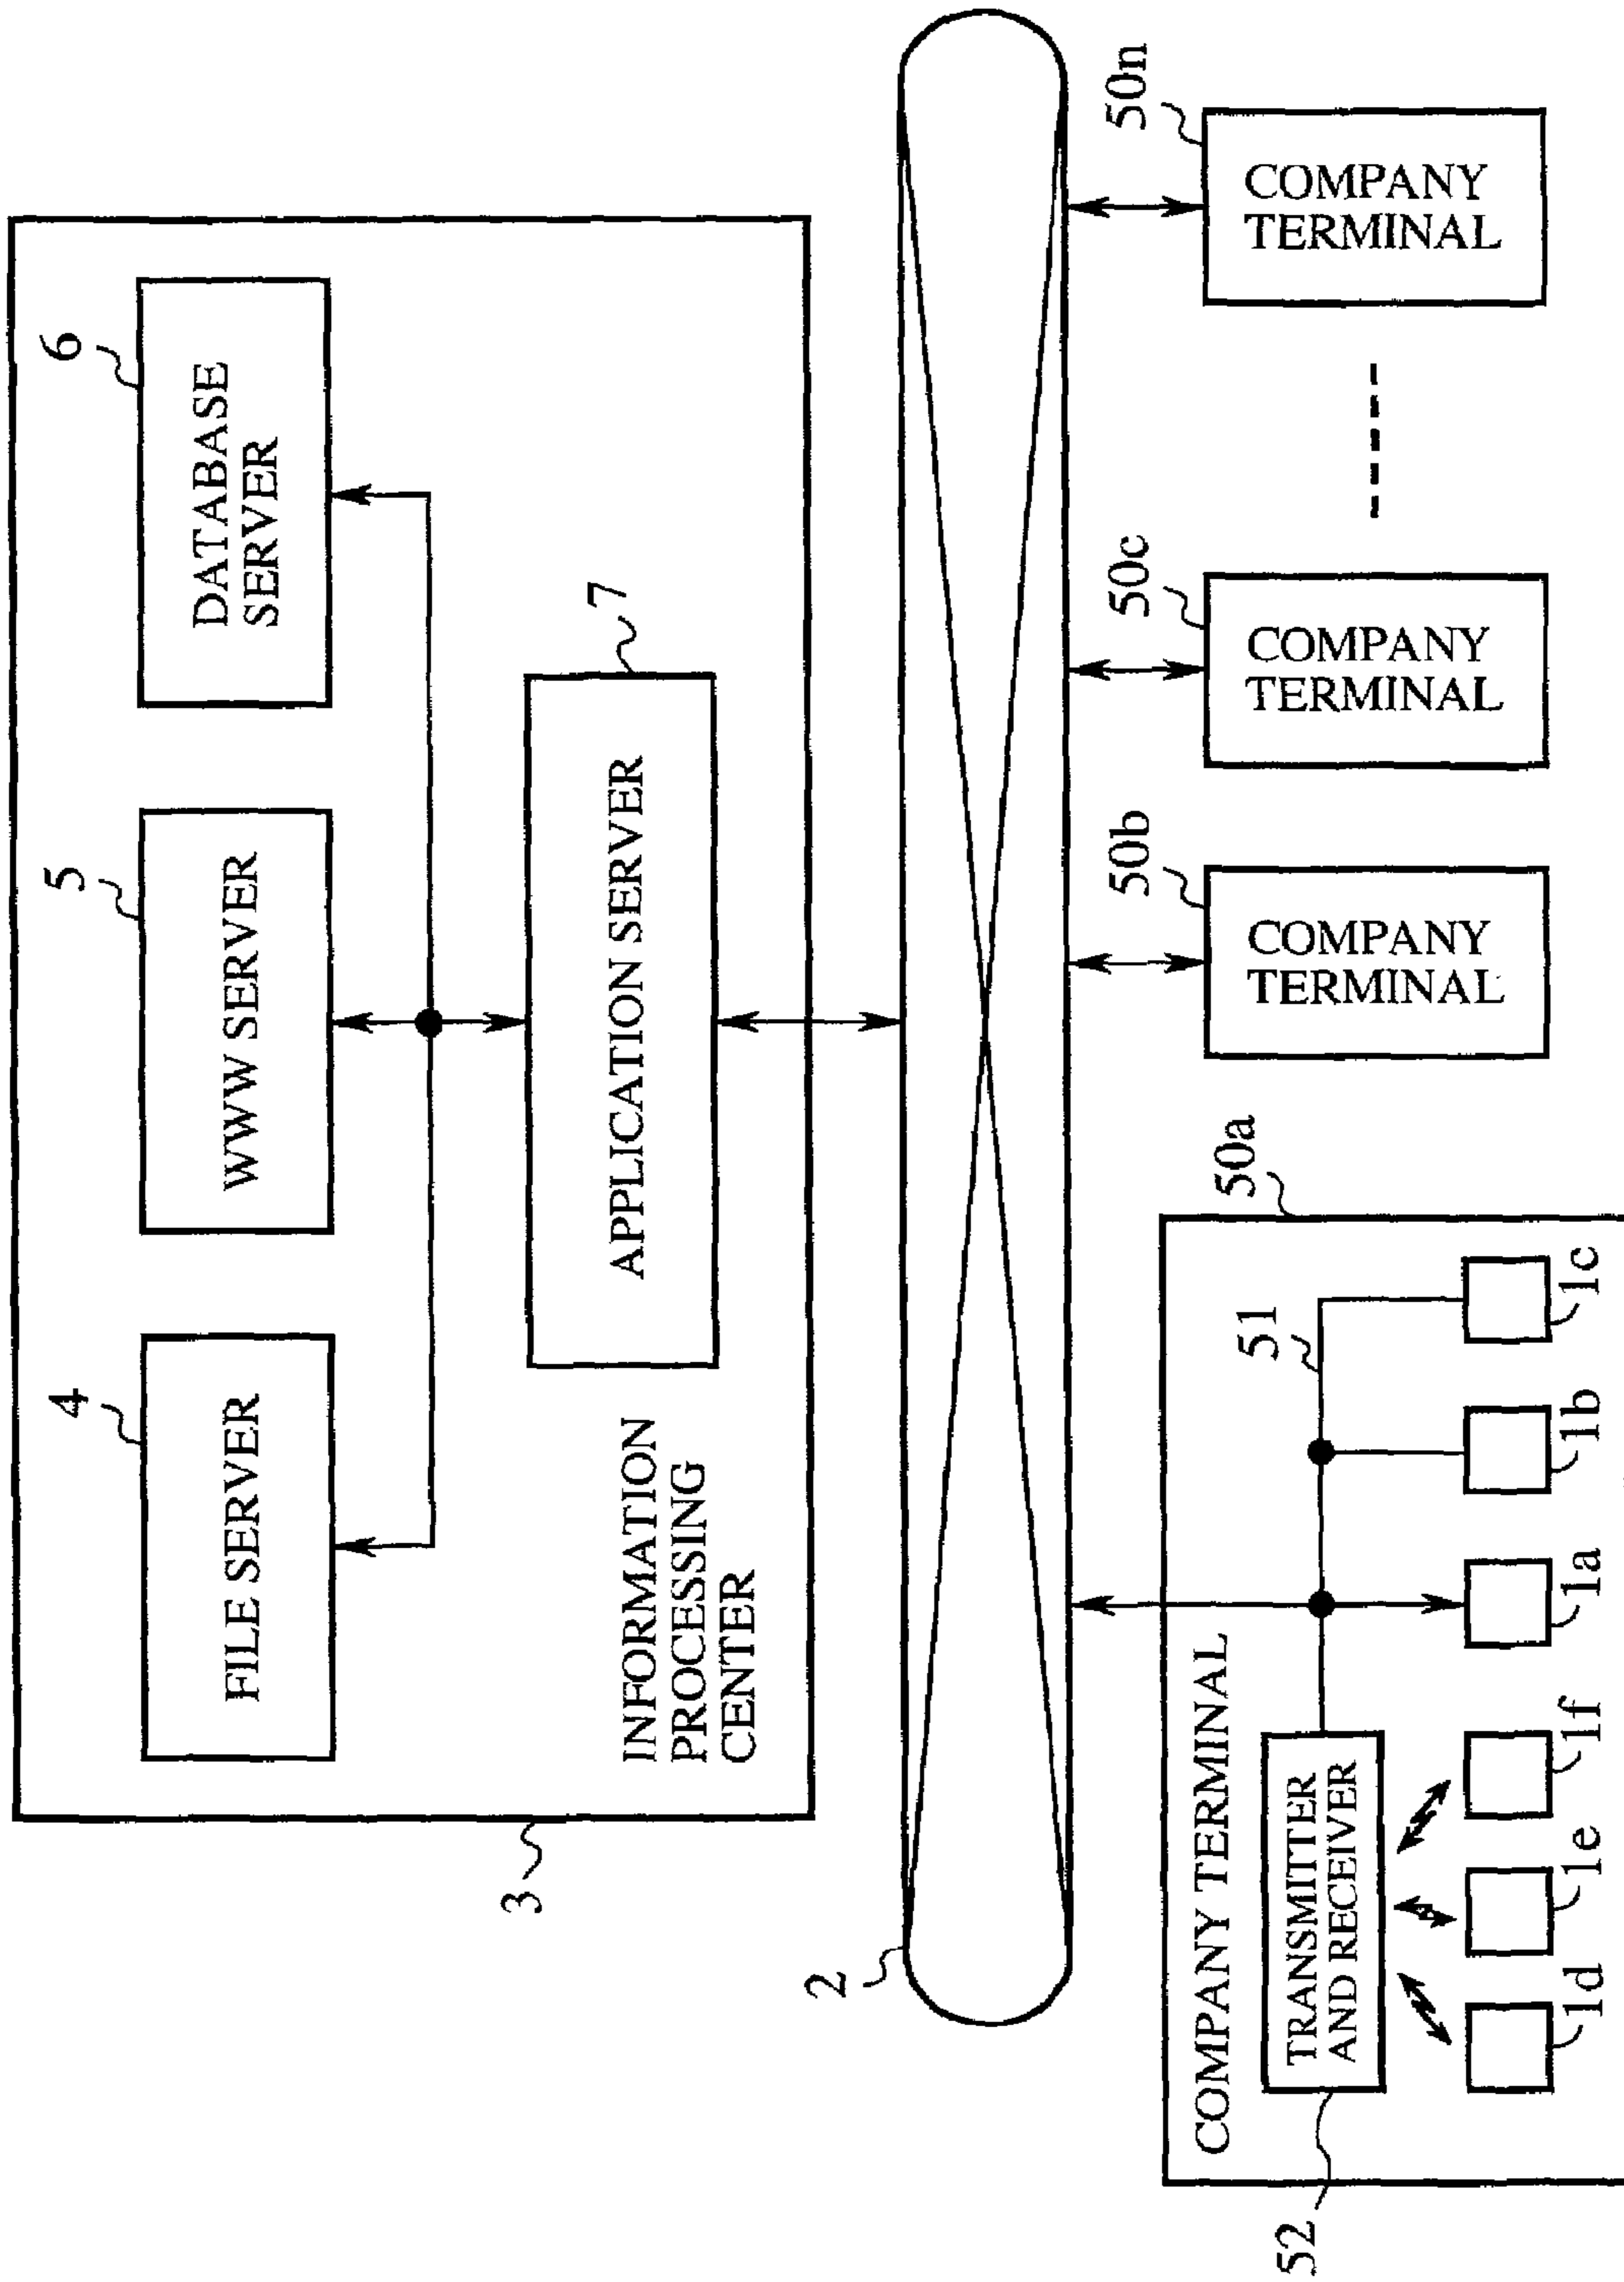 4
5
6
FILE SERVER
WWW SERVER
DATABASE
SERVER
7
APPLICATION SERVER
INFORMATION
PROCESSING
CENTER
3
2
50a
50b
50c
50n
COMPANY TERMINAL
COMPANY
TERMINAL
COMPANY
TERMINAL
COMPANY
TERMINAL
51
52
TRANSMITTER
AND RECEIVER
1d
1e
1f
1a
1b
1c